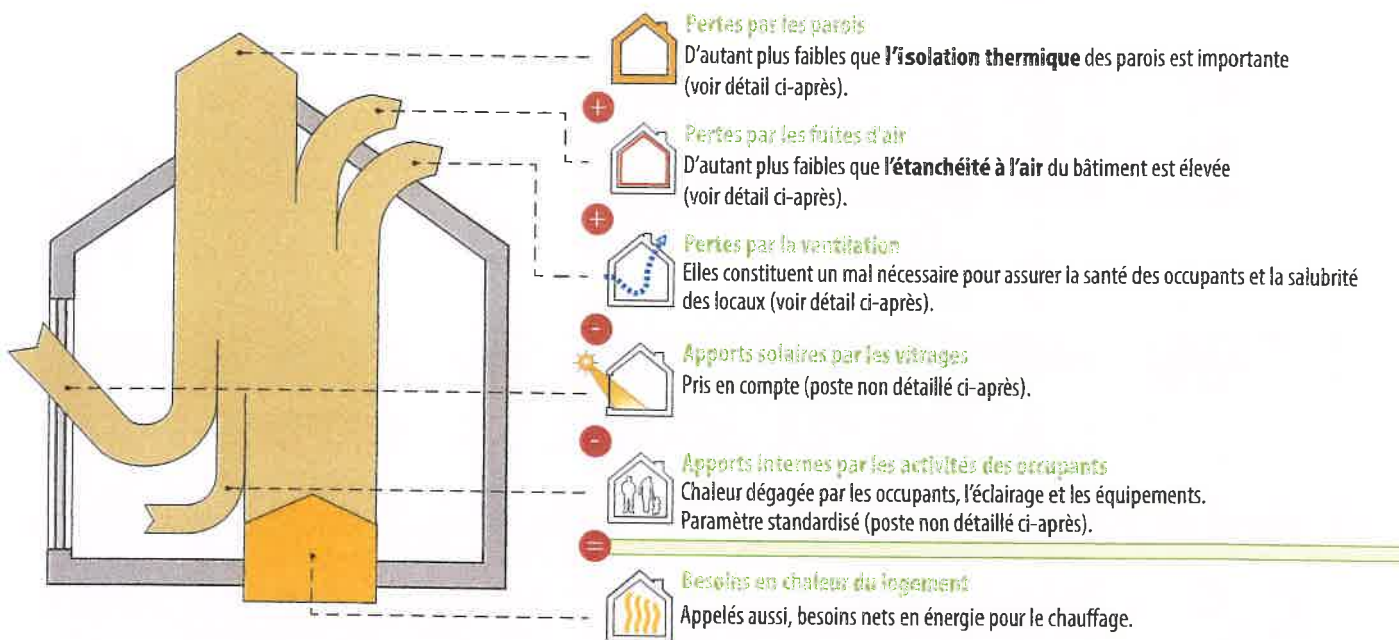 Pertes par les parois
D'autant plus faibles que l'isolation thermique des parois est importante
(voir détail ci-après).
+
Pertes par les fuites d'air
D'autant plus faibles que l'étanchéité à l'air du bâtiment est élevée
(voir détail ci-après).
+
Pertes par la ventilation
Elles constituent un mal nécessaire pour assurer la santé des occupants et la salubrité
des locaux (voir détail ci-après).
-
Apports solaires par les vitrages
Pris en compte (poste non détaillé ci-après).
-
Apports internes par les activités des occupants
Chaleur dégagée par les occupants, l'éclairage et les équipements.
Paramètre standardisé (poste non détaillé ci-après).
=
Besoins en chaleur du logement
Appelés aussi, besoins nets en énergie pour le chauffage.